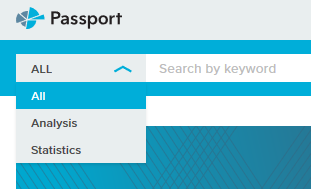 Passport
ALL Search by keyword
All
Analysis
Statistics